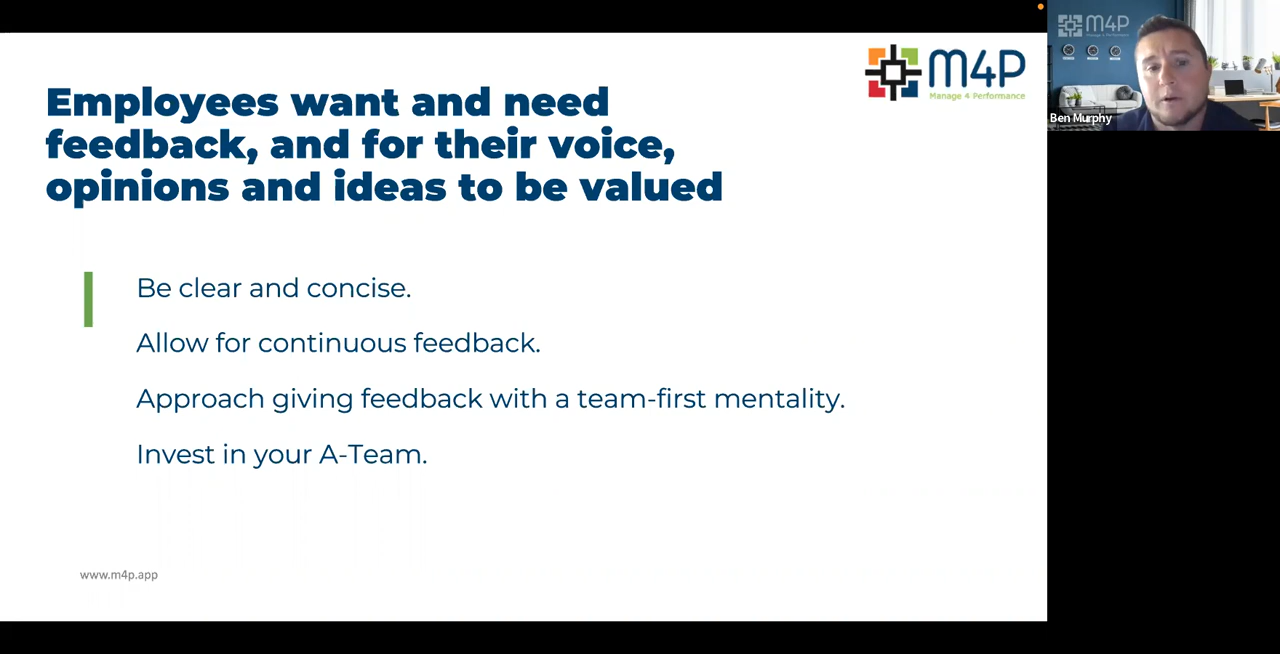 Employees want and need
feedback, and for their voice,
opinions and ideas to be valued
M4P
Manage 4 Performance
Be clear and concise.
Allow for continuous feedback.
Approach giving feedback with a team-first mentality.
Invest in your A-Team.
www.m4p.app
M4P
Ben Murphy